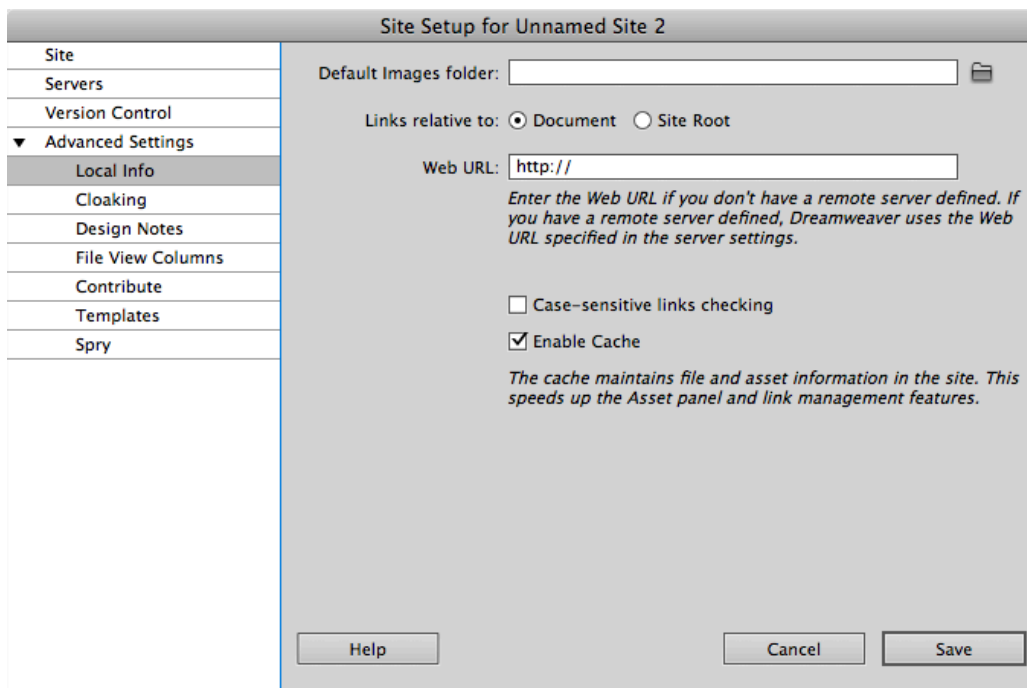 Site Setup for Unnamed Site 2
Site
Servers
Version Control
Advanced Settings
Local Info
Cloaking
Design Notes
File View Columns
Contribute
Templates
Spry
Default Images folder:
Links relative to: Document Site Root
Web URL: http://
Enter the Web URL if you don't have a remote server defined. If
you have a remote server defined, Dreamweaver uses the Web
URL specified in the server settings.
Case-sensitive links checking
Enable Cache
The cache maintains file and asset information in the site. This
speeds up the Asset panel and link management features.
Help Cancel Save